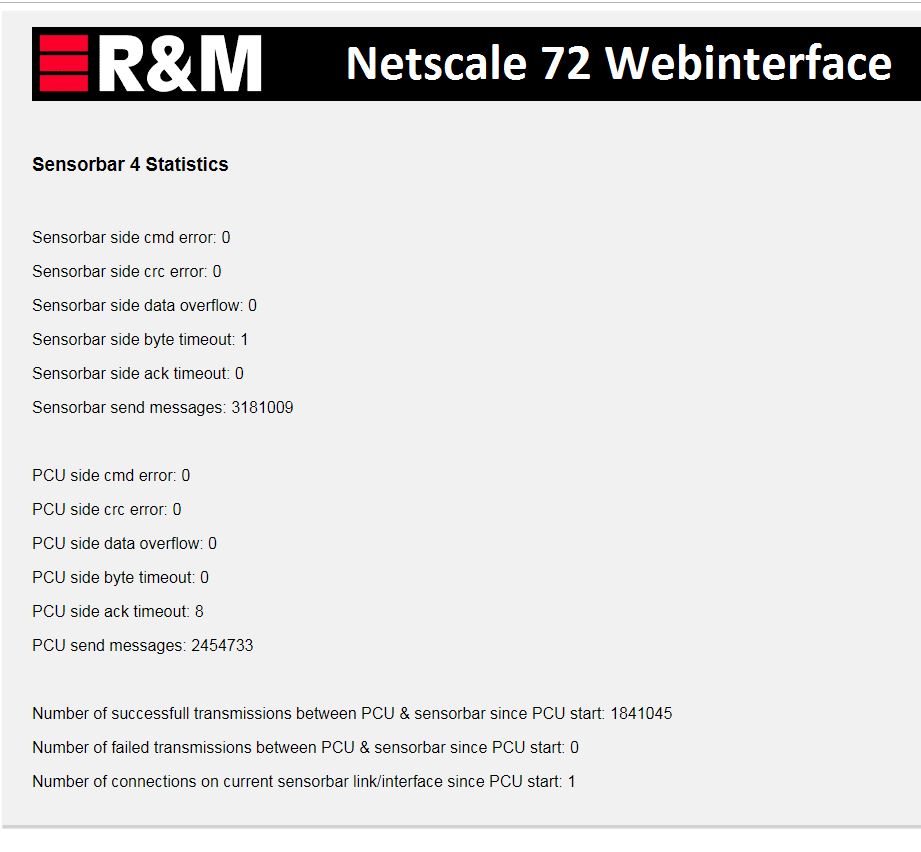 R&M
Netscale 72 Webinterface
Sensorbar 4 Statistics
Sensorbar side cmd error: 0
Sensorbar side crc error: 0
Sensorbar side data overflow: 0
Sensorbar side byte timeout: 1
Sensorbar side ack timeout: 0
Sensorbar send messages: 3181009
PCU side cmd error: 0
PCU side crc error: 0
PCU side data overflow: 0
PCU side byte timeout: 0
PCU side ack timeout: 8
PCU send messages: 2454733
Number of successfull transmissions between PCU & sensorbar since PCU start: 1841045
Number of failed transmissions between PCU & sensorbar since PCU start: 0
Number of connections on current sensorbar link/interface since PCU start: 1